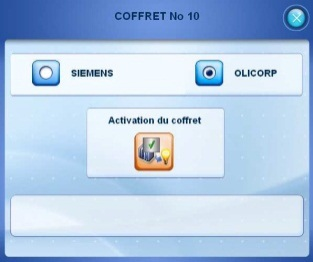 COFFRET No 10
SIEMENS
OLICORP
Activation du coffret